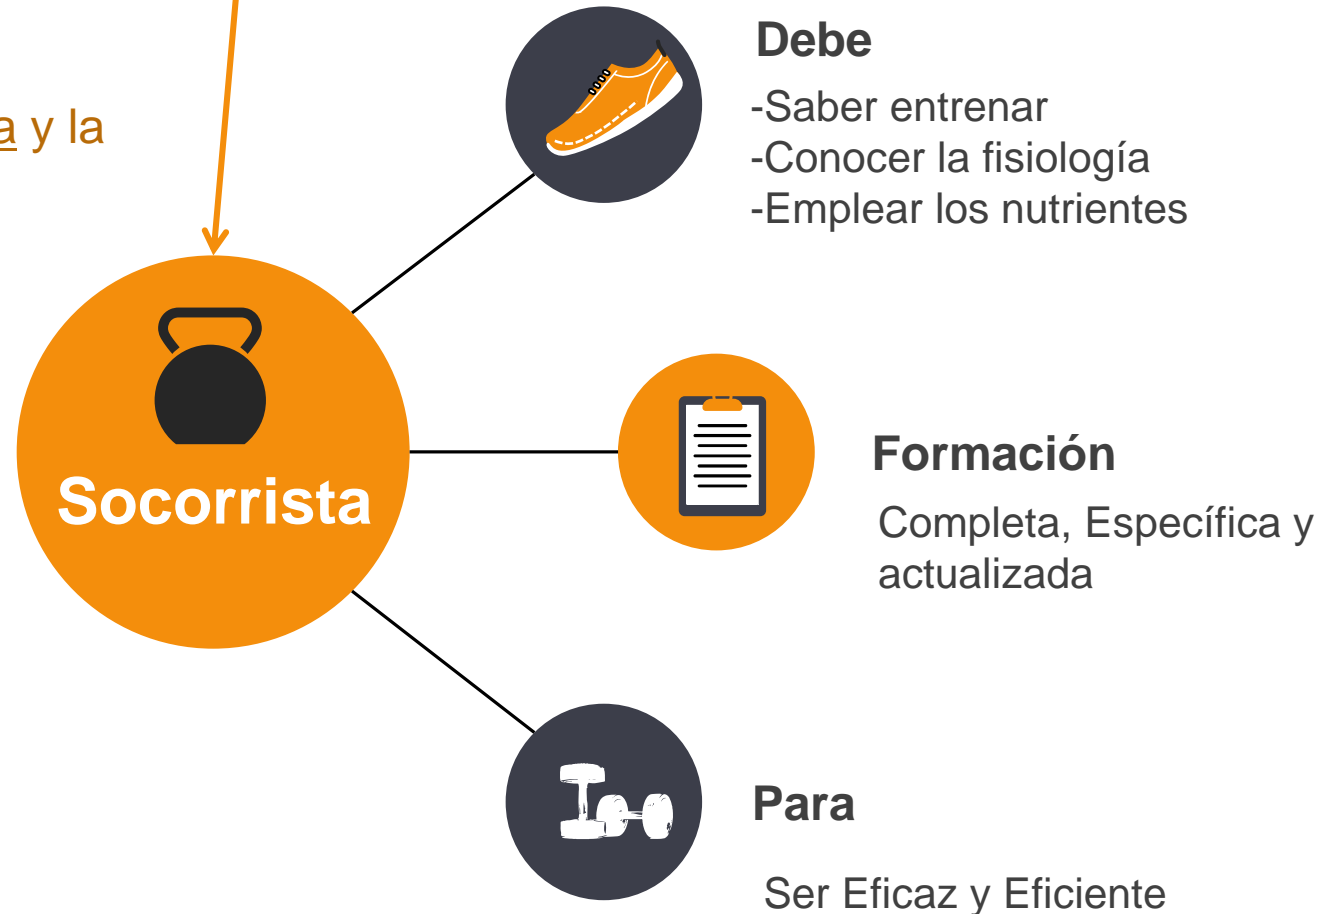 Debe
-Saber entrenar
-Conocer la fisiología
-Emplear los nutrientes
a y la
Socorrista
Formación
Completa, Específica y
actualizada
Para
Ser Eficaz y Eficiente